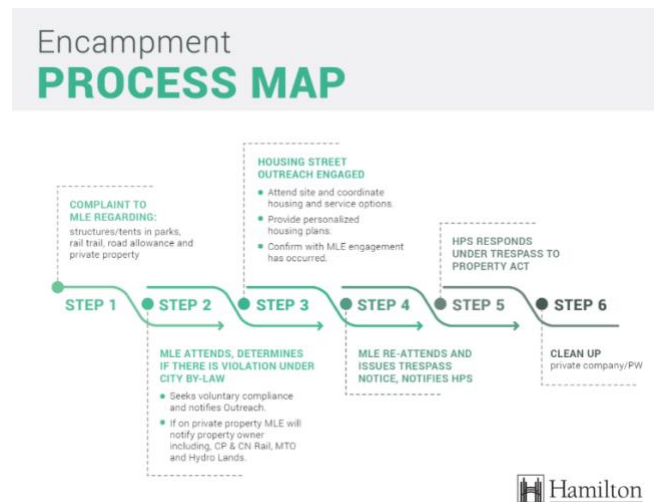 Encampment
PROCESS MAP
COMPLAINT TO
MLE REGARDING:
structures/tents in parks,
rail trail, road allowance and
private property
HOUSING STREET
OUTREACH ENGAGED
• Attend site and coordinate
housing and service options.
• Provide personalized
housing plans.
• Confirm with MLE engagement
has occurred.
HPS RESPONDS
UNDER TRESPASS TO
PROPERTY ACT
STEP 1
STEP 2
STEP 3
STEP 4
STEP 5
STEP 6
MLE ATTENDS, DETERMINES
IF THERE IS VIOLATION UNDER
CITY BY-LAW
• Seeks voluntary compliance
and notifies Outreach.
• If on private property MLE will
notify property owner
including, CP & CN Rail, MTO
and Hydro Lands.
MLE RE-ATTENDS AND
ISSUES TRESPASS
NOTICE, NOTIFIES HPS
CLEAN UP
private company/PW
Hamilton